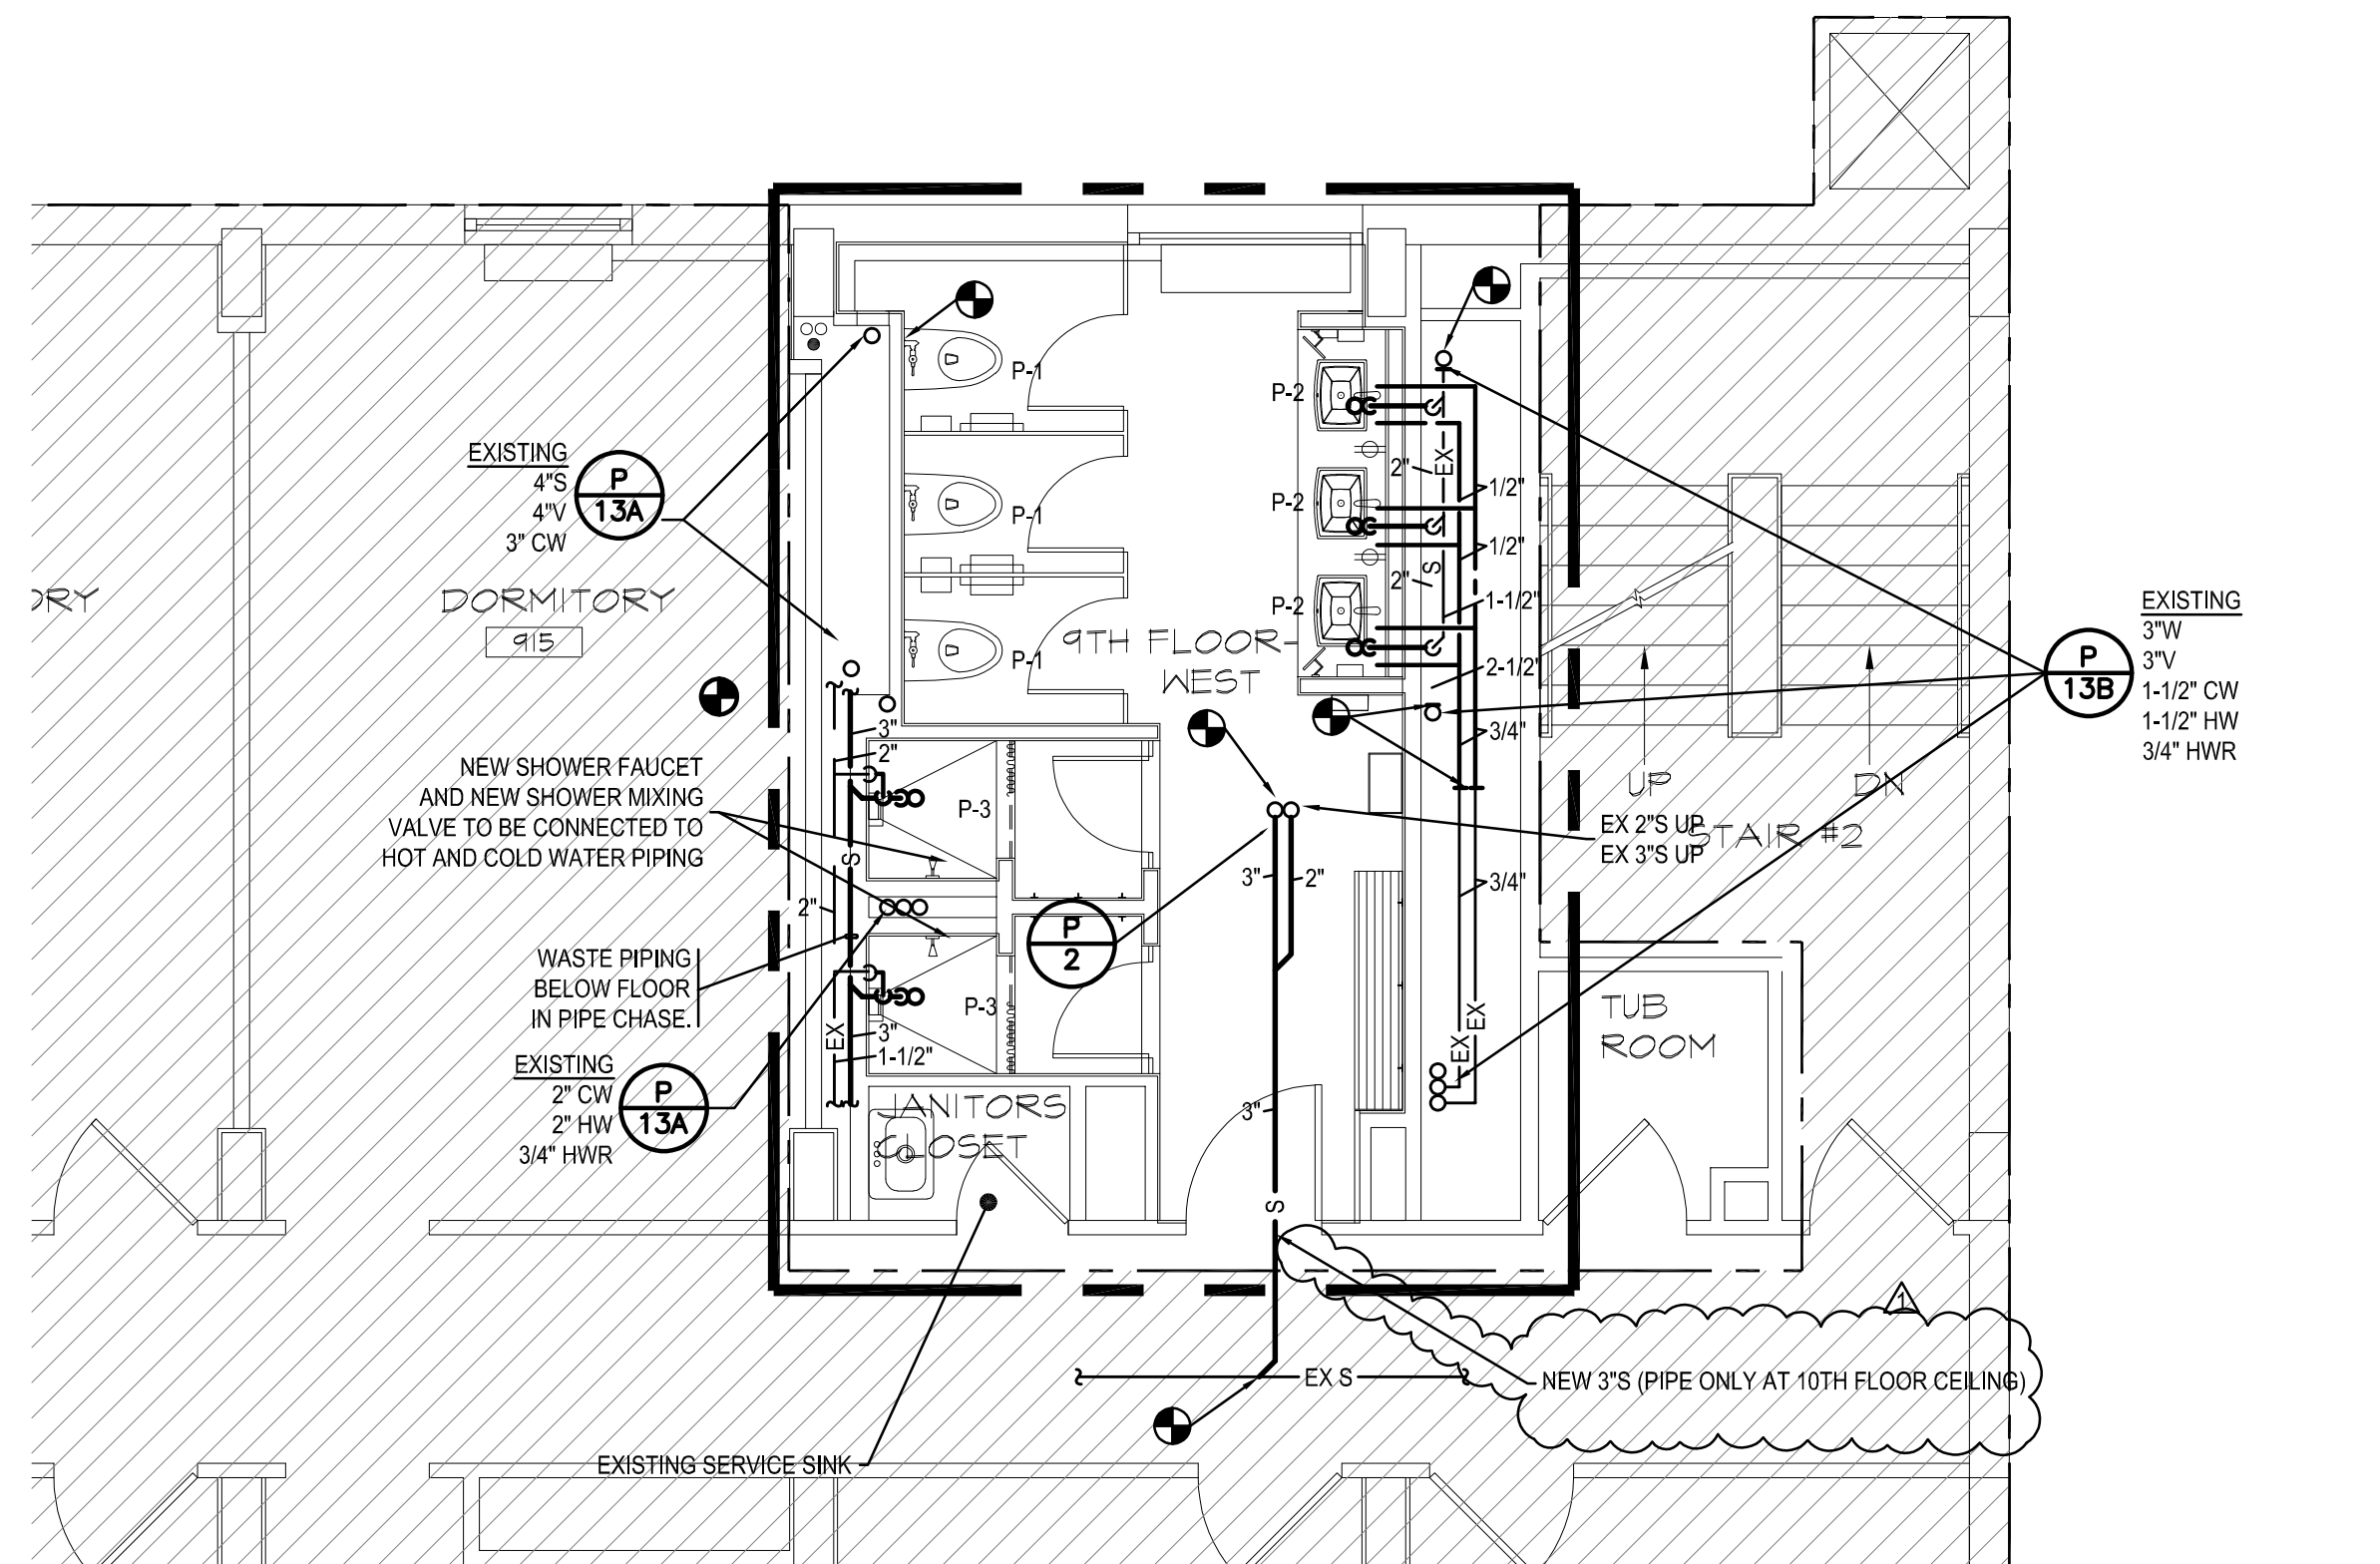 P-1
P-2
EXISTING
4"S
4"V
3" CW
P
13A
2"
EX
1/2"
P-1
P-2
1/2"
2"
S
1-1/2"
P-2
DORMITORY
915
ORY
P-1
9TH FLOOR-
WEST
2-1/2"
EXISTING
3"W
3"V
1-1/2" CW
1-1/2" HW
3/4" HWR
P
13B
3"
2"
3/4"
NEW SHOWER FAUCET
AND NEW SHOWER MIXING
VALVE TO BE CONNECTED TO
HOT AND COLD WATER PIPING
P-3
UP
DN
EX 2"S UP
EX 3"S UP
STAIR #2
S
3"
2"
3/4"
2"
P
2
WASTE PIPING
BELOW FLOOR
IN PIPE CHASE.
P-3
TUB
ROOM
EX
3"
1-1/2"
EX
EX
EXISTING
2" CW
2" HW
3/4" HWR
P
13A
JANITORS
CLOSET
3"
S
1
EX S
NEW 3"S (PIPE ONLY AT 10TH FLOOR CEILING)
EXISTING SERVICE SINK